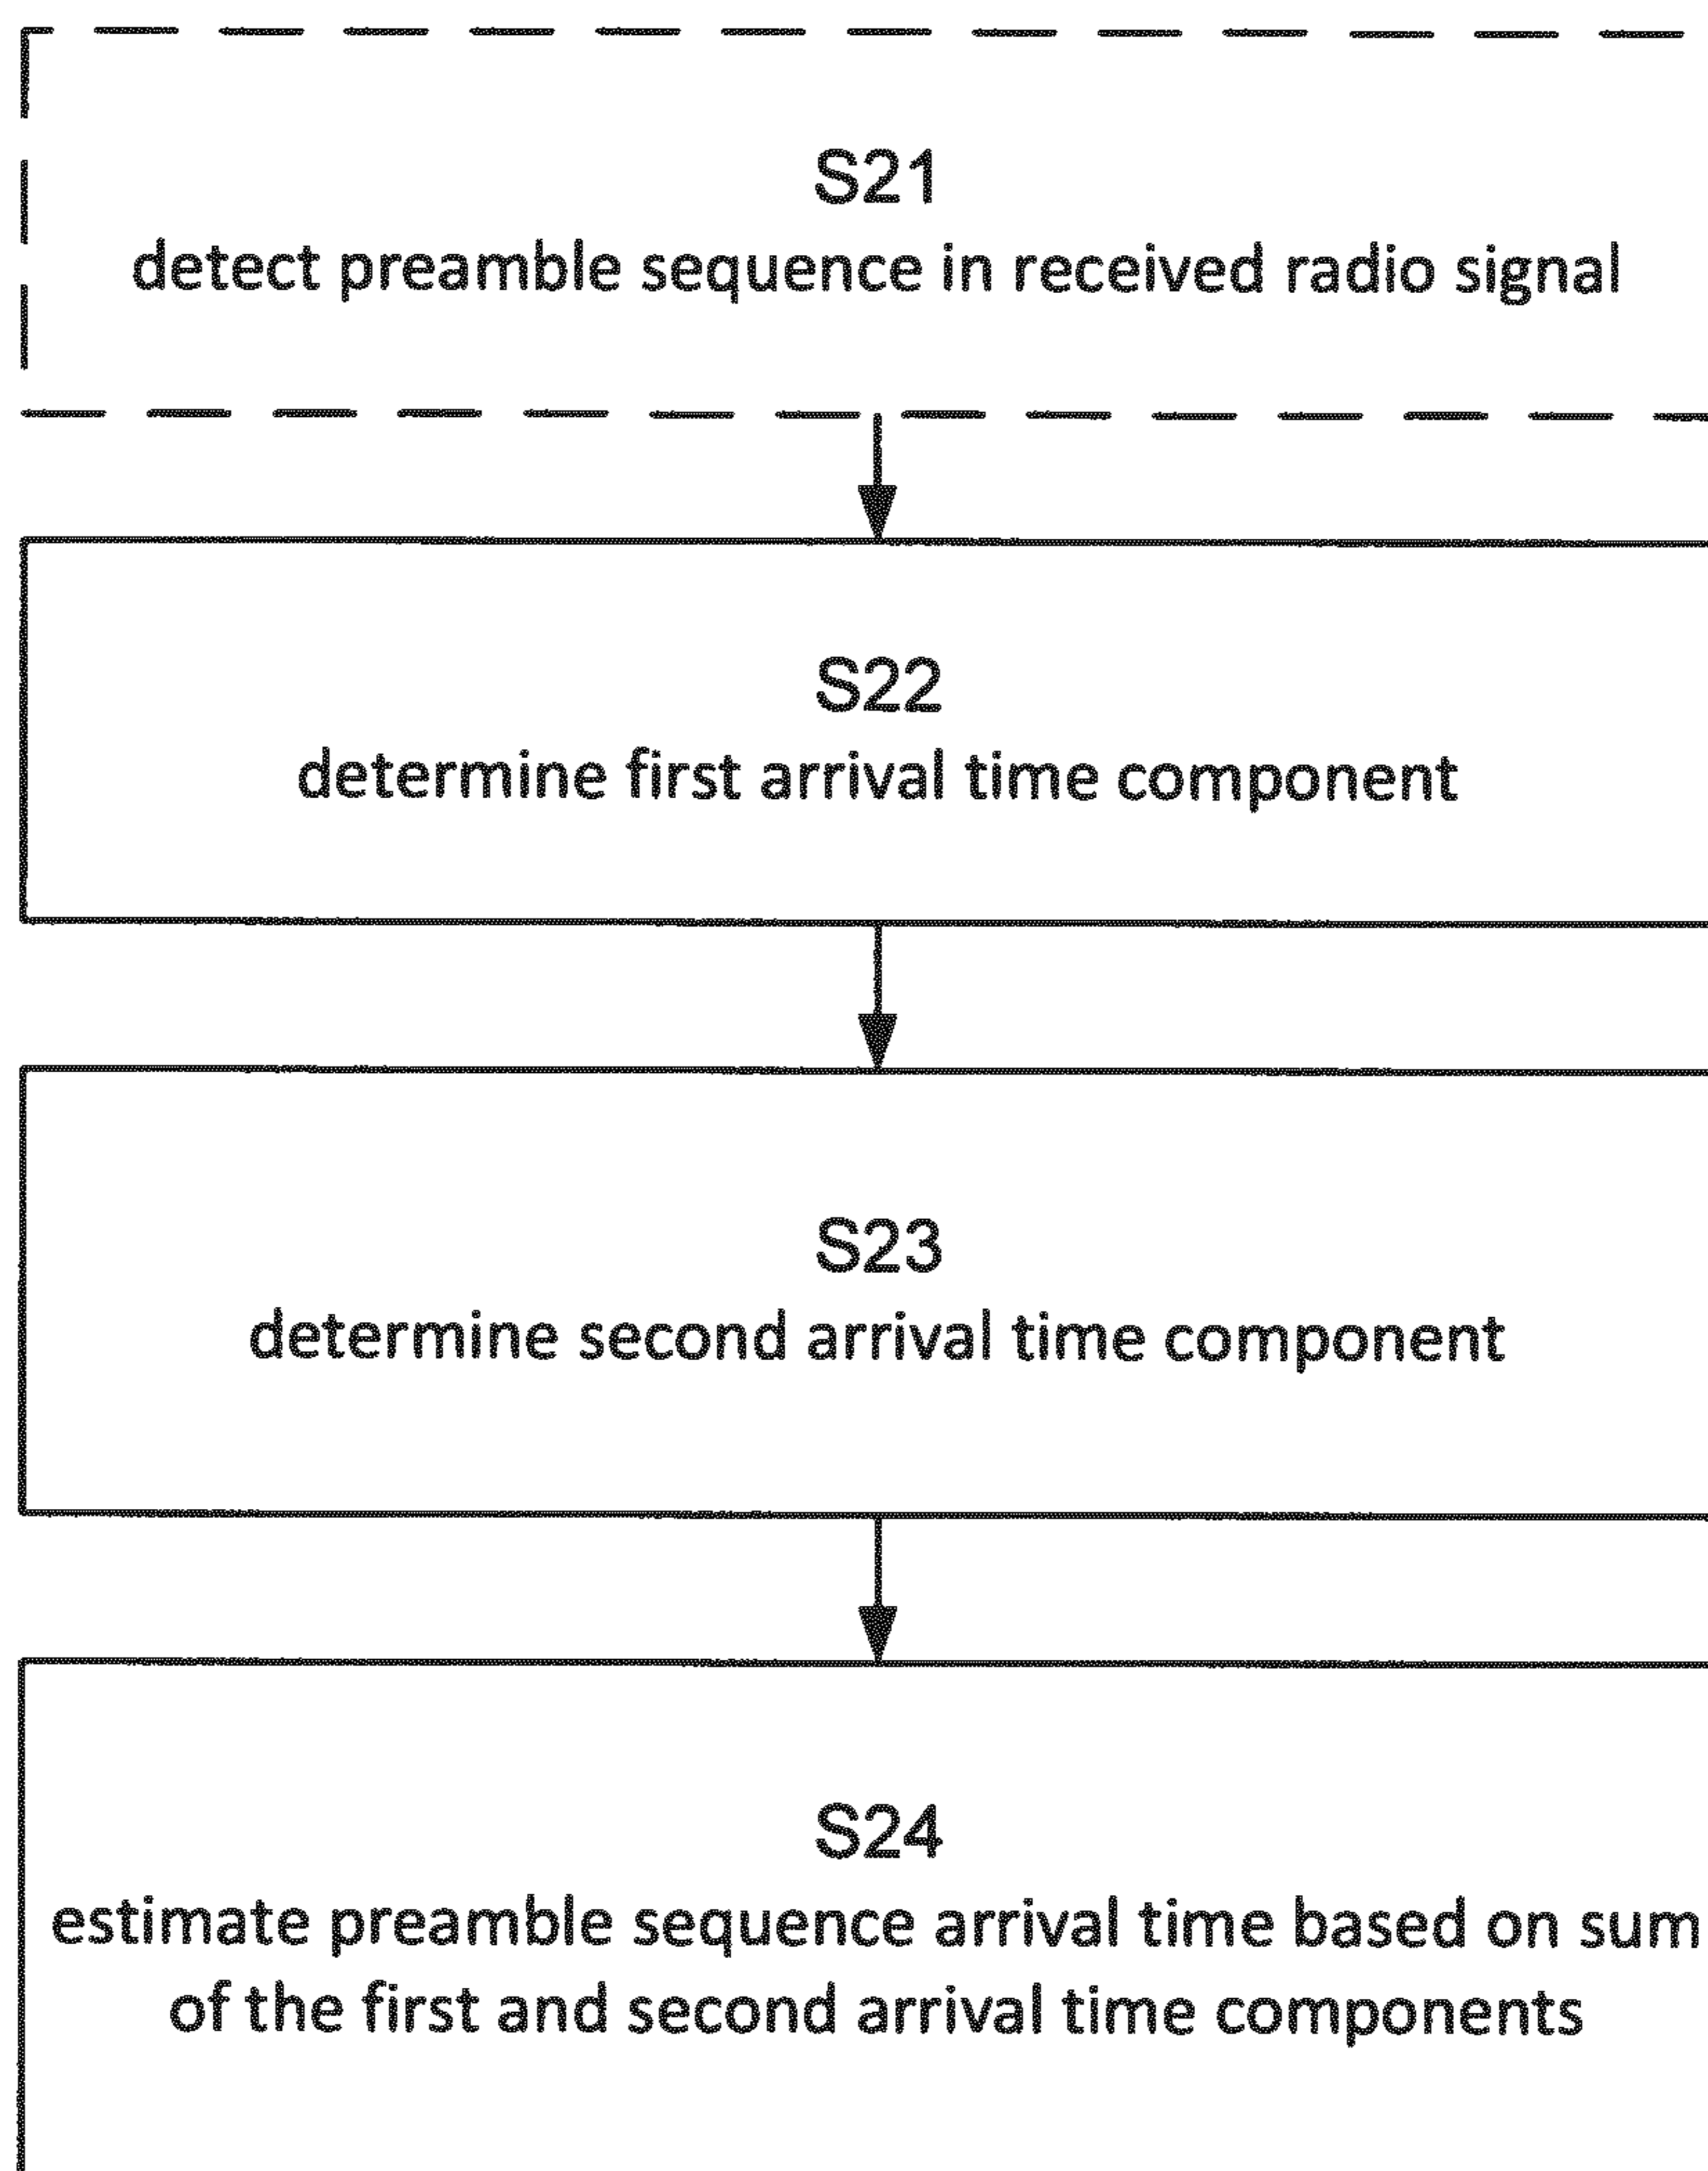 S21
detect preamble sequence in received radio signal
S22
determine first arrival time component
S23
determine second arrival time component
S24
estimate preamble sequence arrival time based on sum
of the first and second arrival time components